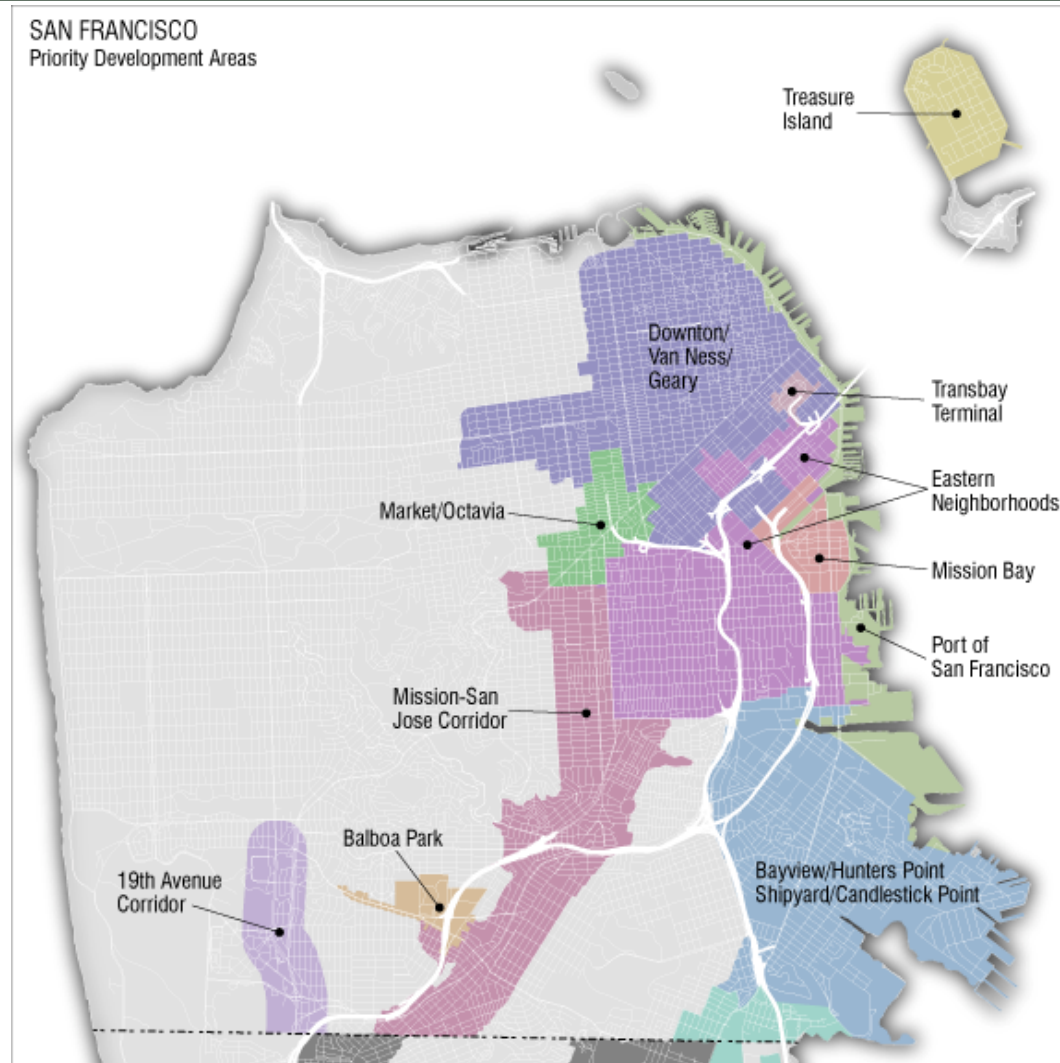 SAN FRANCISCO
Priority Development Areas
Treasure
Island
Downton/
Van Ness/
Geary
Transbay
Terminal
Eastern
Neighborhoods
Market/Octavia
Mission Bay
Port of
San Francisco
Mission-San
Jose Corridor
Balboa Park
19th Avenue
Corridor
Bayview/Hunters Point
Shipyard/Candlestick Point